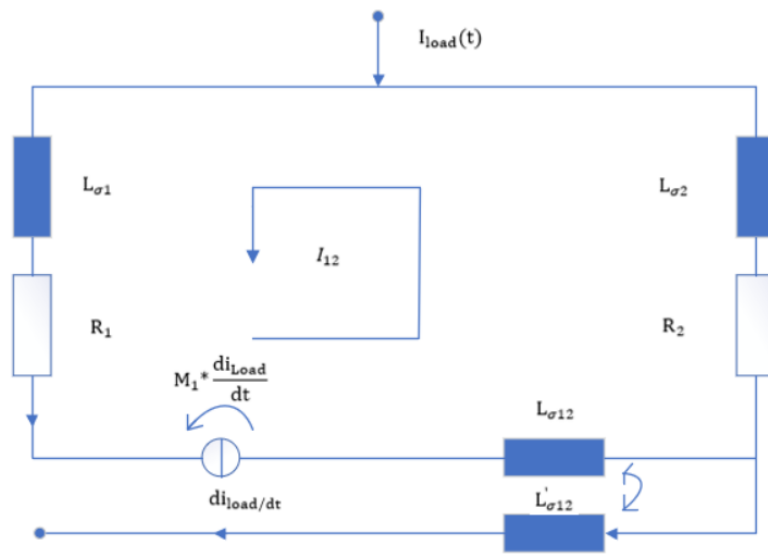 I_load(t)
L_σ1
L_σ2
I_12
R_1
R_2
M_1* di_Load/dt
L_σ12
di_load/dt
L'_σ12